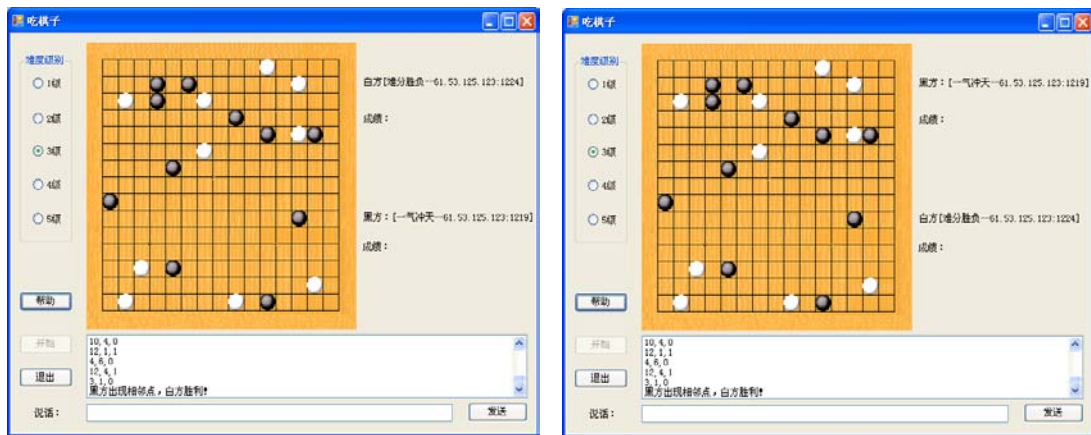 吃棋子
难度级别
1级
2级
3级
4级
5级
帮助
开始
退出
白方[难分胜负--61.53.125.123:1224]
成绩：
黑方：[一气冲天--61.53.125.123:1219]
成绩：
10,4,0
12,1,1
4,6,0
12,4,1
3,1,0
黑方出现相邻点，白方胜利!
说话：
发送
吃棋子
难度级别
1级
2级
3级
4级
5级
帮助
开始
退出
黑方：[一气冲天--61.53.125.123:1219]
成绩：
白方[难分胜负--61.53.125.123:1224]
成绩：
10,4,0
12,1,1
4,6,0
12,4,1
3,1,0
黑方出现相邻点，白方胜利!
说话：
发送